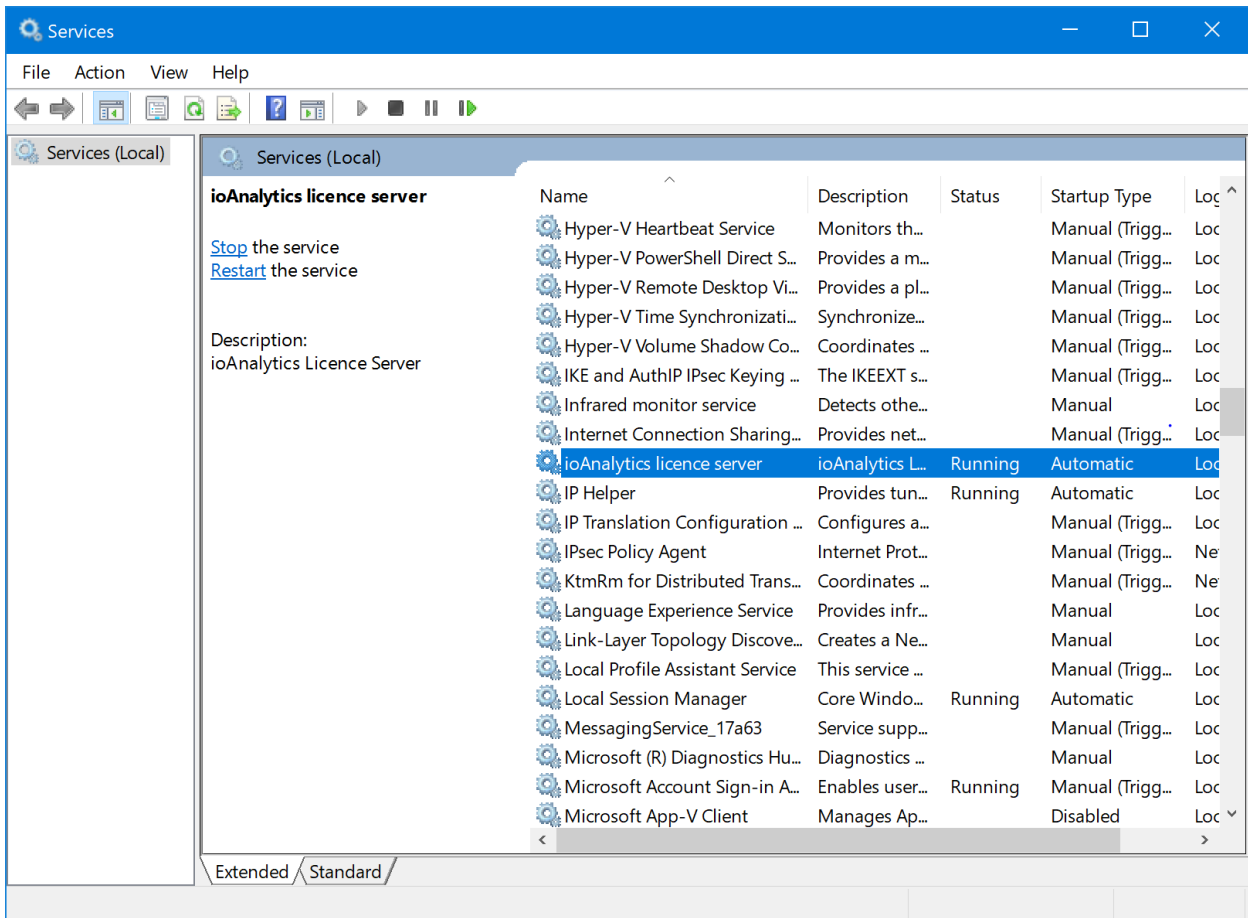 Services
File Action View Help
Services (Local)
Services (Local)
ioAnalytics licence server
Stop the service
Restart the service
Description:
ioAnalytics Licence Server
Name Description Status Startup Type Log
Hyper-V Heartbeat Service Monitors th... Manual (Trigg... Loc
Hyper-V PowerShell Direct S... Provides a m... Manual (Trigg... Loc
Hyper-V Remote Desktop Vi... Provides a pl... Manual (Trigg... Loc
Hyper-V Time Synchronizati... Synchronize... Manual (Trigg... Loc
Hyper-V Volume Shadow Co... Coordinates ... Manual (Trigg... Loc
IKE and AuthIP IPsec Keying ... The IKEEXT s... Manual (Trigg... Loc
Infrared monitor service Detects othe... Manual Loc
Internet Connection Sharing... Provides net... Manual (Trigg... Loc
ioAnalytics licence server ioAnalytics L... Running Automatic Loc
IP Helper Provides tun... Running Automatic Loc
IP Translation Configuration ... Configures a... Manual (Trigg... Loc
IPsec Policy Agent Internet Prot... Manual (Trigg... Ne
KtmRm for Distributed Trans... Coordinates ... Manual (Trigg... Ne
Language Experience Service Provides infr... Manual Loc
Link-Layer Topology Discove... Creates a Ne... Manual Loc
Local Profile Assistant Service This service ... Manual (Trigg... Loc
Local Session Manager Core Windo... Running Automatic Loc
MessagingService_17a63 Service supp... Manual (Trigg... Loc
Microsoft (R) Diagnostics Hu... Diagnostics ... Manual Loc
Microsoft Account Sign-in A... Enables user... Running Manual (Trigg... Loc
Microsoft App-V Client Manages Ap... Disabled Loc
Extended Standard